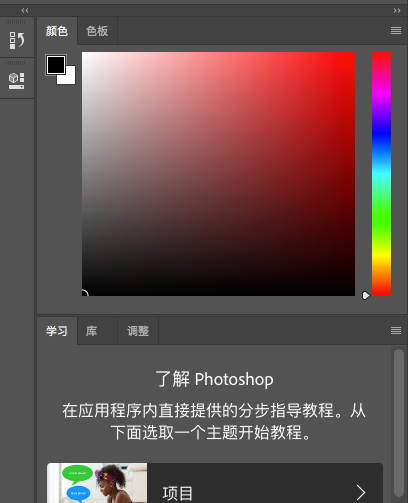 颜色 色板
学习 库 调整
了解 Photoshop
在应用程序内直接提供的分步指导教程。从
下面选取一个主题开始教程。
项目